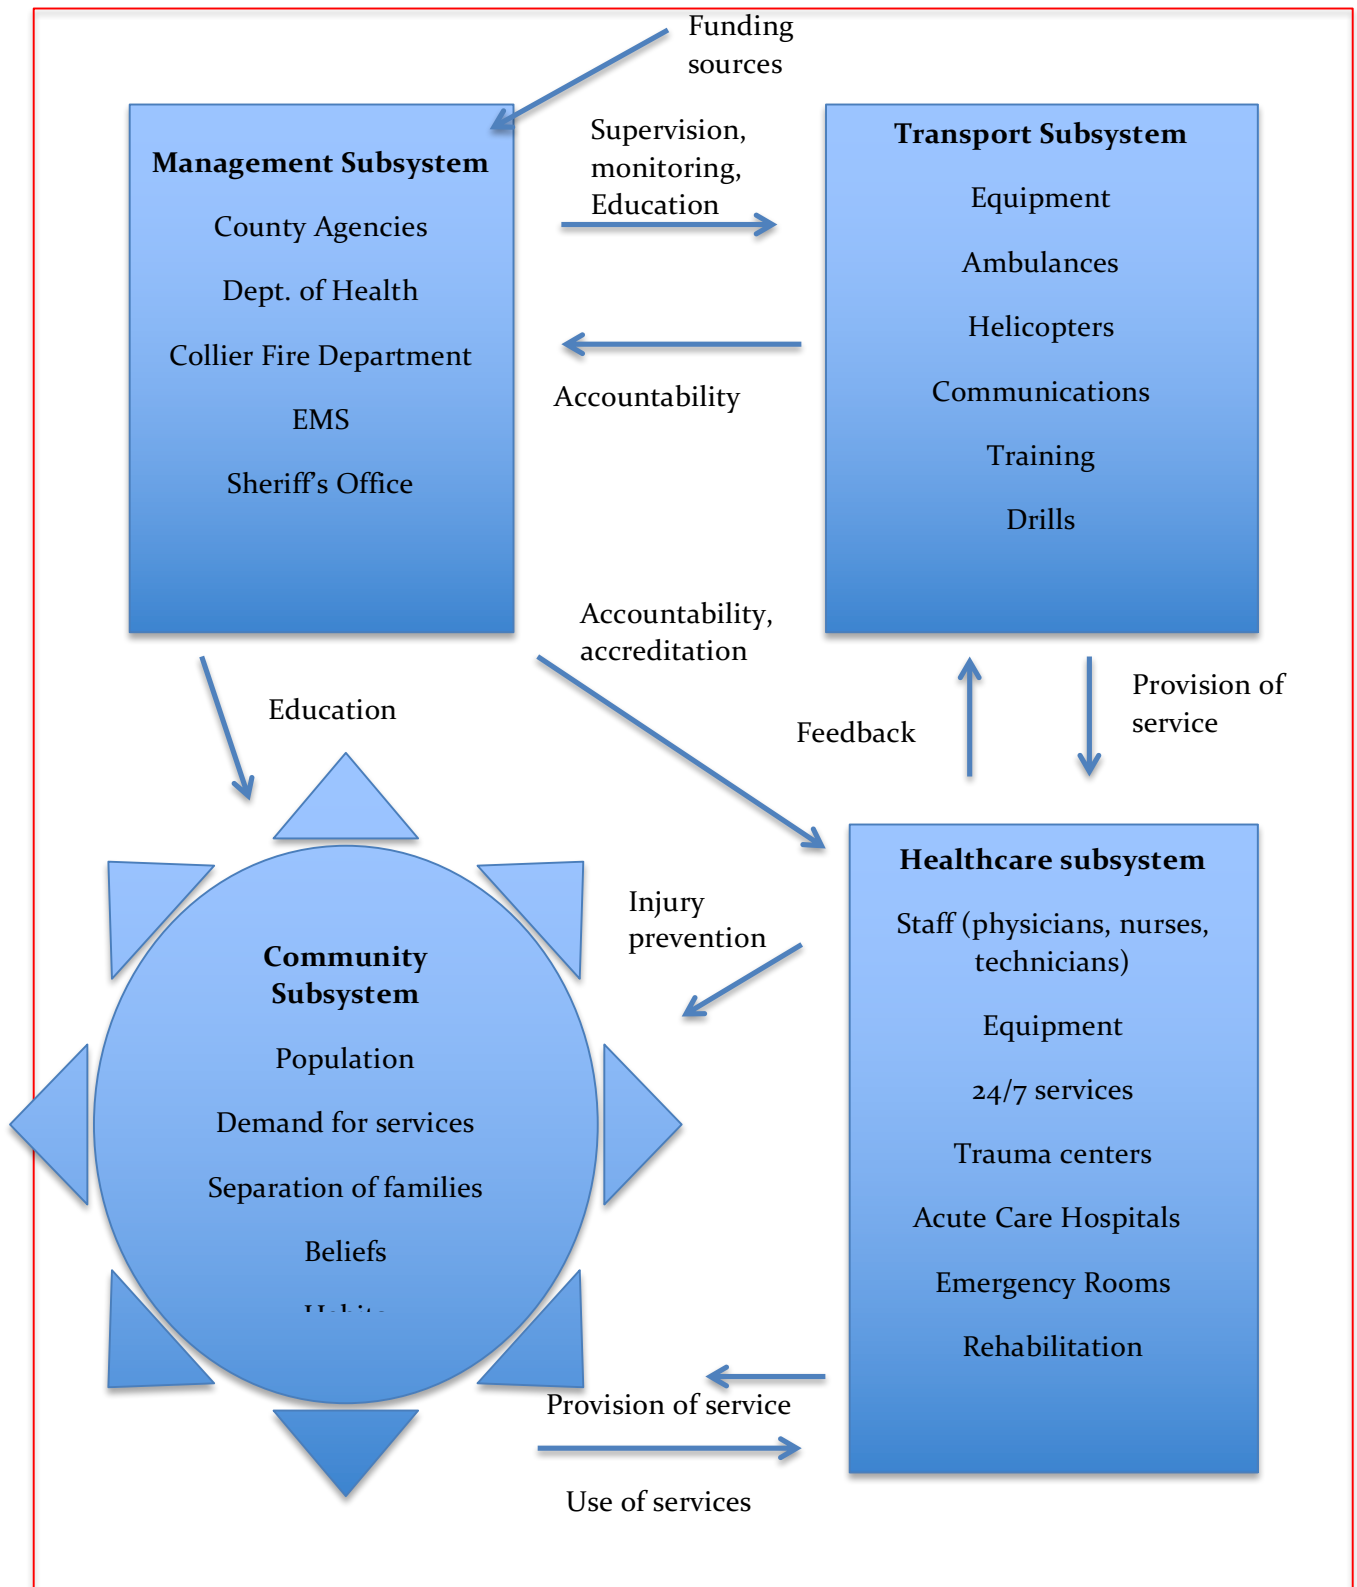 Funding
sources
Management Subsystem
County Agencies
Dept. of Health
Collier Fire Department
EMS
Sheriff’s Office
Supervision,
monitoring,
Education
Accountability
Transport Subsystem
Equipment
Ambulances
Helicopters
Communications
Training
Drills
Accountability,
accreditation
Education
Feedback
Provision of
service
Community
Subsystem
Population
Demand for services
Separation of families
Beliefs
Injury
prevention
Healthcare subsystem
Staff (physicians, nurses,
technicians)
Equipment
24/7 services
Trauma centers
Acute Care Hospitals
Emergency Rooms
Rehabilitation
Provision of service
Use of services